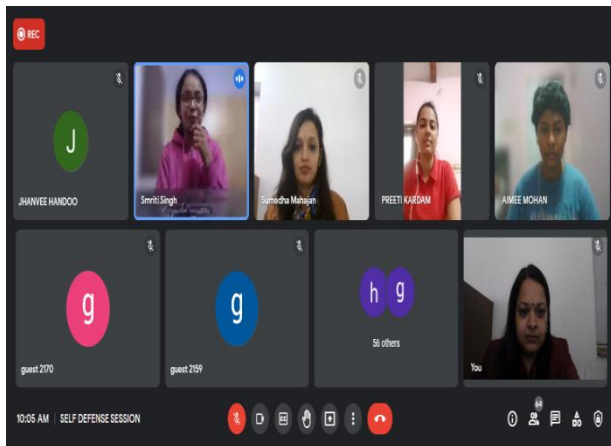 REC
J
JHANVEE HANDOO
Smriti Singh
Sumedha Mahajan
PREETI KARDAM
AIMEE MOHAN
g
guest 2170
g
guest 2159
h g
56 others
You
10:05 AM | SELF DEFENSE SESSION
64